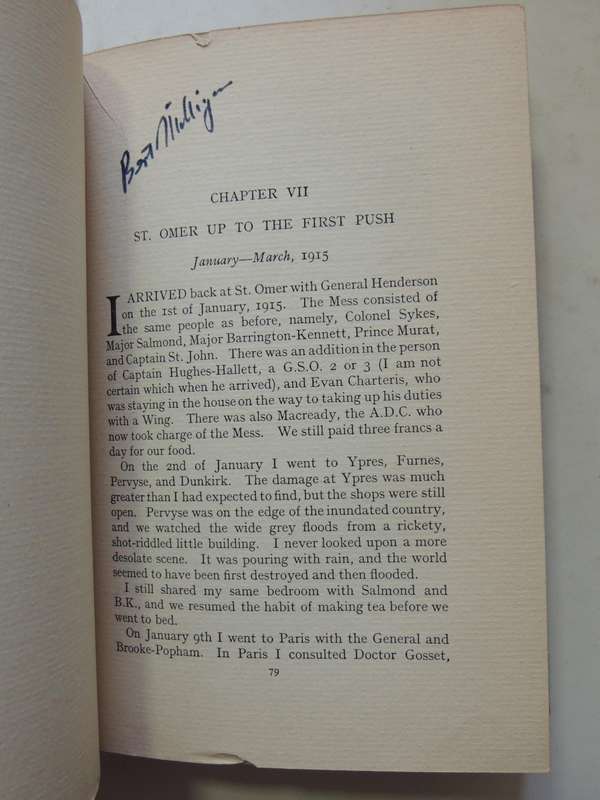 Bert Milligan
CHAPTER VII
ST. OMER UP TO THE FIRST PUSH
January—March, 1915
I ARRIVED back at St. Omer with General Henderson
on the 1st of January, 1915. The Mess consisted of
the same people as before, namely, Colonel Sykes,
Major Salmond, Major Barrington-Kennett, Prince Murat,
and Captain St. John. There was an addition in the person
of Captain Hughes-Hallett, a G.S.O. 2 or 3 (I am not
certain which when he arrived), and Evan Charteris, who
was staying in the house on the way to taking up his duties
with a Wing. There was also Macready, the A.D.C. who
now took charge of the Mess. We still paid three francs a
day for our food.
On the 2nd of January I went to Ypres, Furnes,
Pervyse, and Dunkirk. The damage at Ypres was much
greater than I had expected to find, but the shops were still
open. Pervyse was on the edge of the inundated country,
and we watched the wide grey floods from a rickety,
shot-riddled little building. I never looked upon a more
desolate scene. It was pouring with rain, and the world
seemed to have been first destroyed and then flooded.
I still shared my same bedroom with Salmond and
B.K., and we resumed the habit of making tea before we
went to bed.
On January 9th I went to Paris with the General and
Brooke-Popham. In Paris I consulted Doctor Gosset,
79